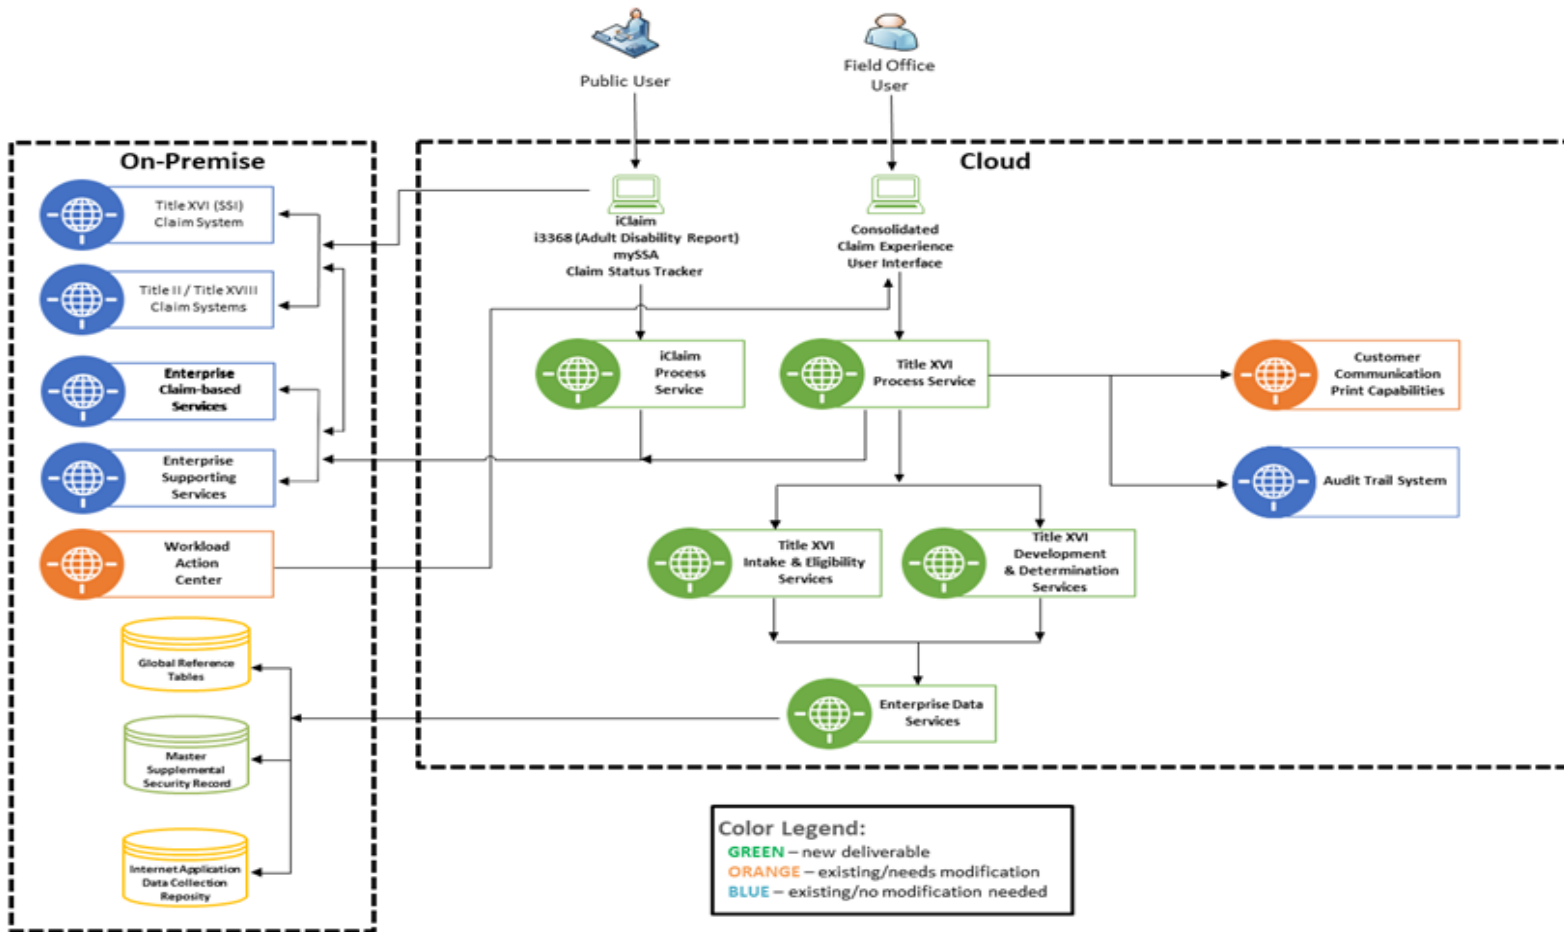 Public User
Field Office
User
On-Premise
Title XVI (SSI)
Claim System
Title II / Title XVIII
Claim Systems
Enterprise
Claim-based
Services
Enterprise
Supporting
Services
Workload
Action
Center
Global Reference
Tables
Master
Supplemental
Security Record
Internet Application
Data Collection
Reposity
Cloud
iClaim
i3368 (Adult Disability Report)
mySSA
Claim Status Tracker
Consolidated
Claim Experience
User Interface
iClaim
Process
Service
Title XVI
Process Service
Customer
Communication
Print Capabilities
Audit Trail System
Title XVI
Intake & Eligibility
Services
Title XVI
Development
& Determination
Services
Enterprise Data
Services
Color Legend:
GREEN – new deliverable
ORANGE – existing/needs modification
BLUE – existing/no modification needed